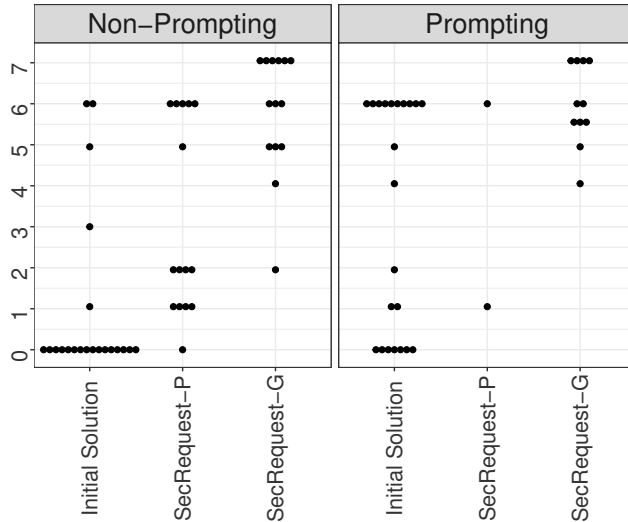 Non−Prompting
Prompting
7
6
5
4
3
2
1
0
Initial Solution
SecRequest−P
SecRequest−G
Initial Solution
SecRequest−P
SecRequest−G